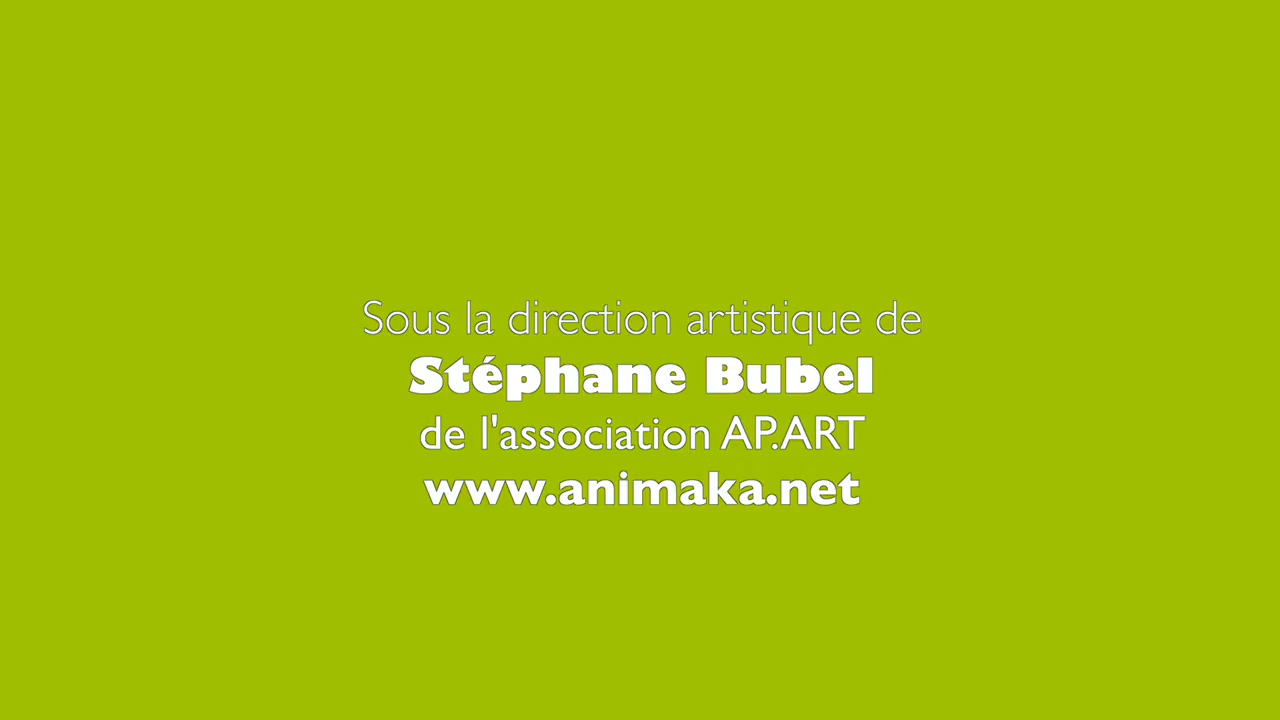 Sous la direction artistique de
Stéphane Bubel
de l'association AP.ART
www.animaka.net